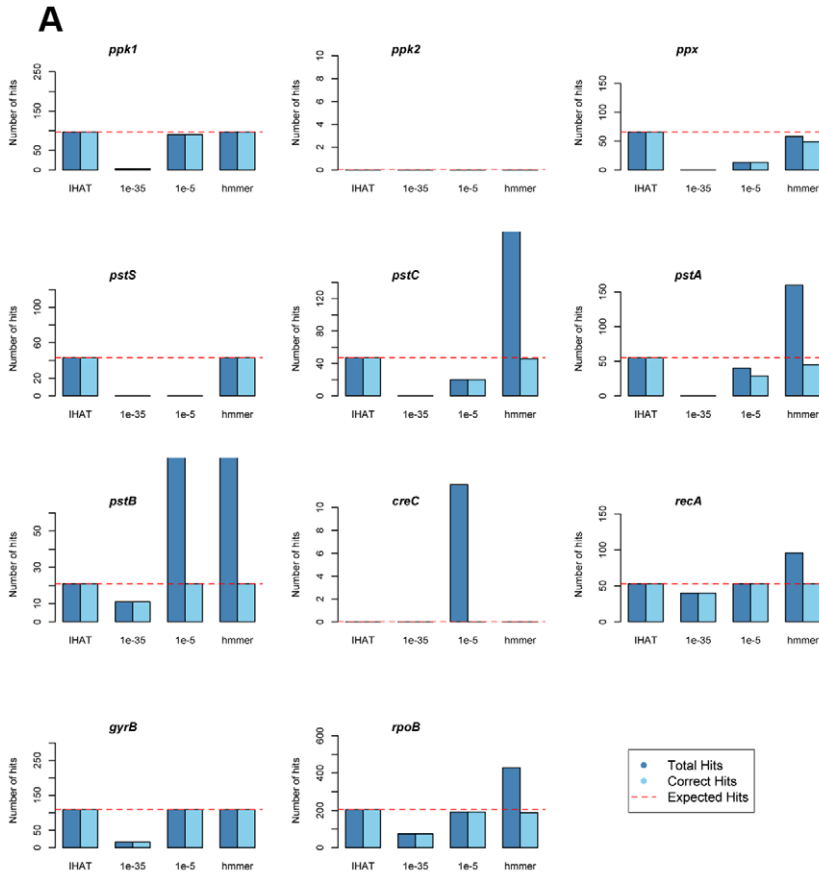 A
ppk1
Number of hits
0 50 150 250
IHAT 1e-35 1e-5 hmmer
ppk2
Number of hits
0 2 4 6 8 10
IHAT 1e-35 1e-5 hmmer
ppx
Number of hits
0 50 100 150
IHAT 1e-35 1e-5 hmmer
pstS
Number of hits
0 20 60 100
IHAT 1e-35 1e-5 hmmer
pstC
Number of hits
0 40 80 120
IHAT 1e-35 1e-5 hmmer
pstA
Number of hits
0 50 100 150
IHAT 1e-35 1e-5 hmmer
pstB
Number of hits
0 10 30 50
IHAT 1e-35 1e-5 hmmer
creC
Number of hits
0 2 4 6 8 10
IHAT 1e-35 1e-5 hmmer
recA
Number of hits
0 50 100 150
IHAT 1e-35 1e-5 hmmer
gyrB
Number of hits
0 50 150 250
IHAT 1e-35 1e-5 hmmer
rpoB
Number of hits
0 200 400 600
IHAT 1e-35 1e-5 hmmer
Total Hits
Correct Hits
Expected Hits